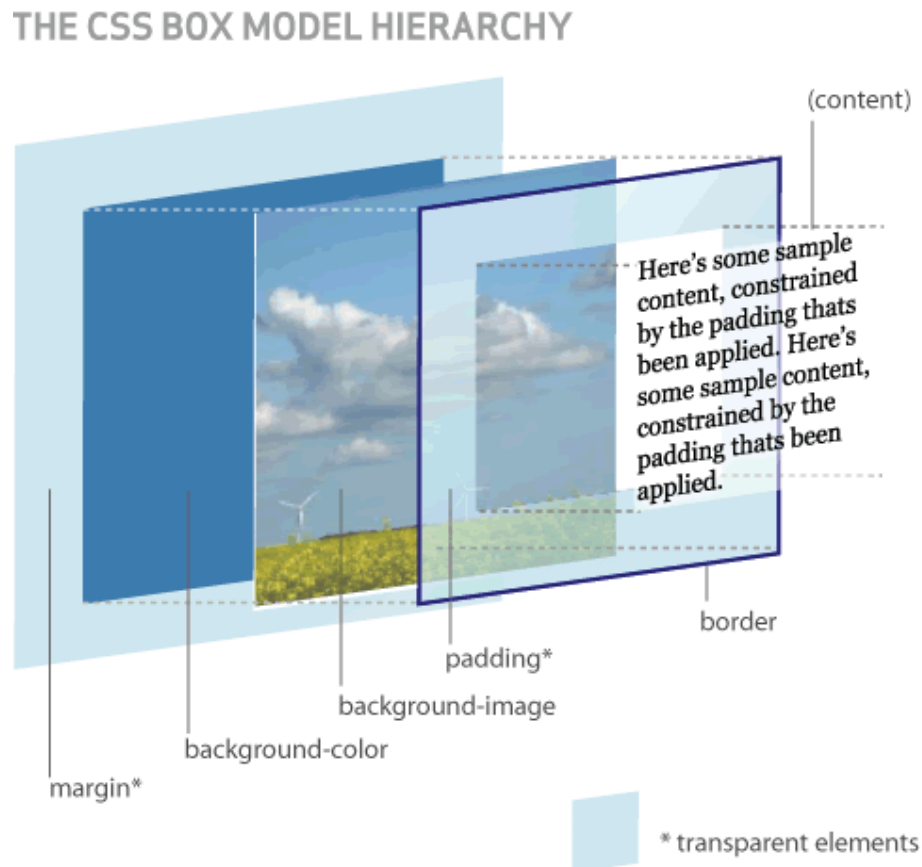 THE CSS BOX MODEL HIERARCHY
(content)
Here's some sample
content, constrained
by the padding thats
been applied. Here's
some sample content,
constrained by the
padding thats been
applied.
border
padding*
background-image
background-color
margin*
* transparent elements